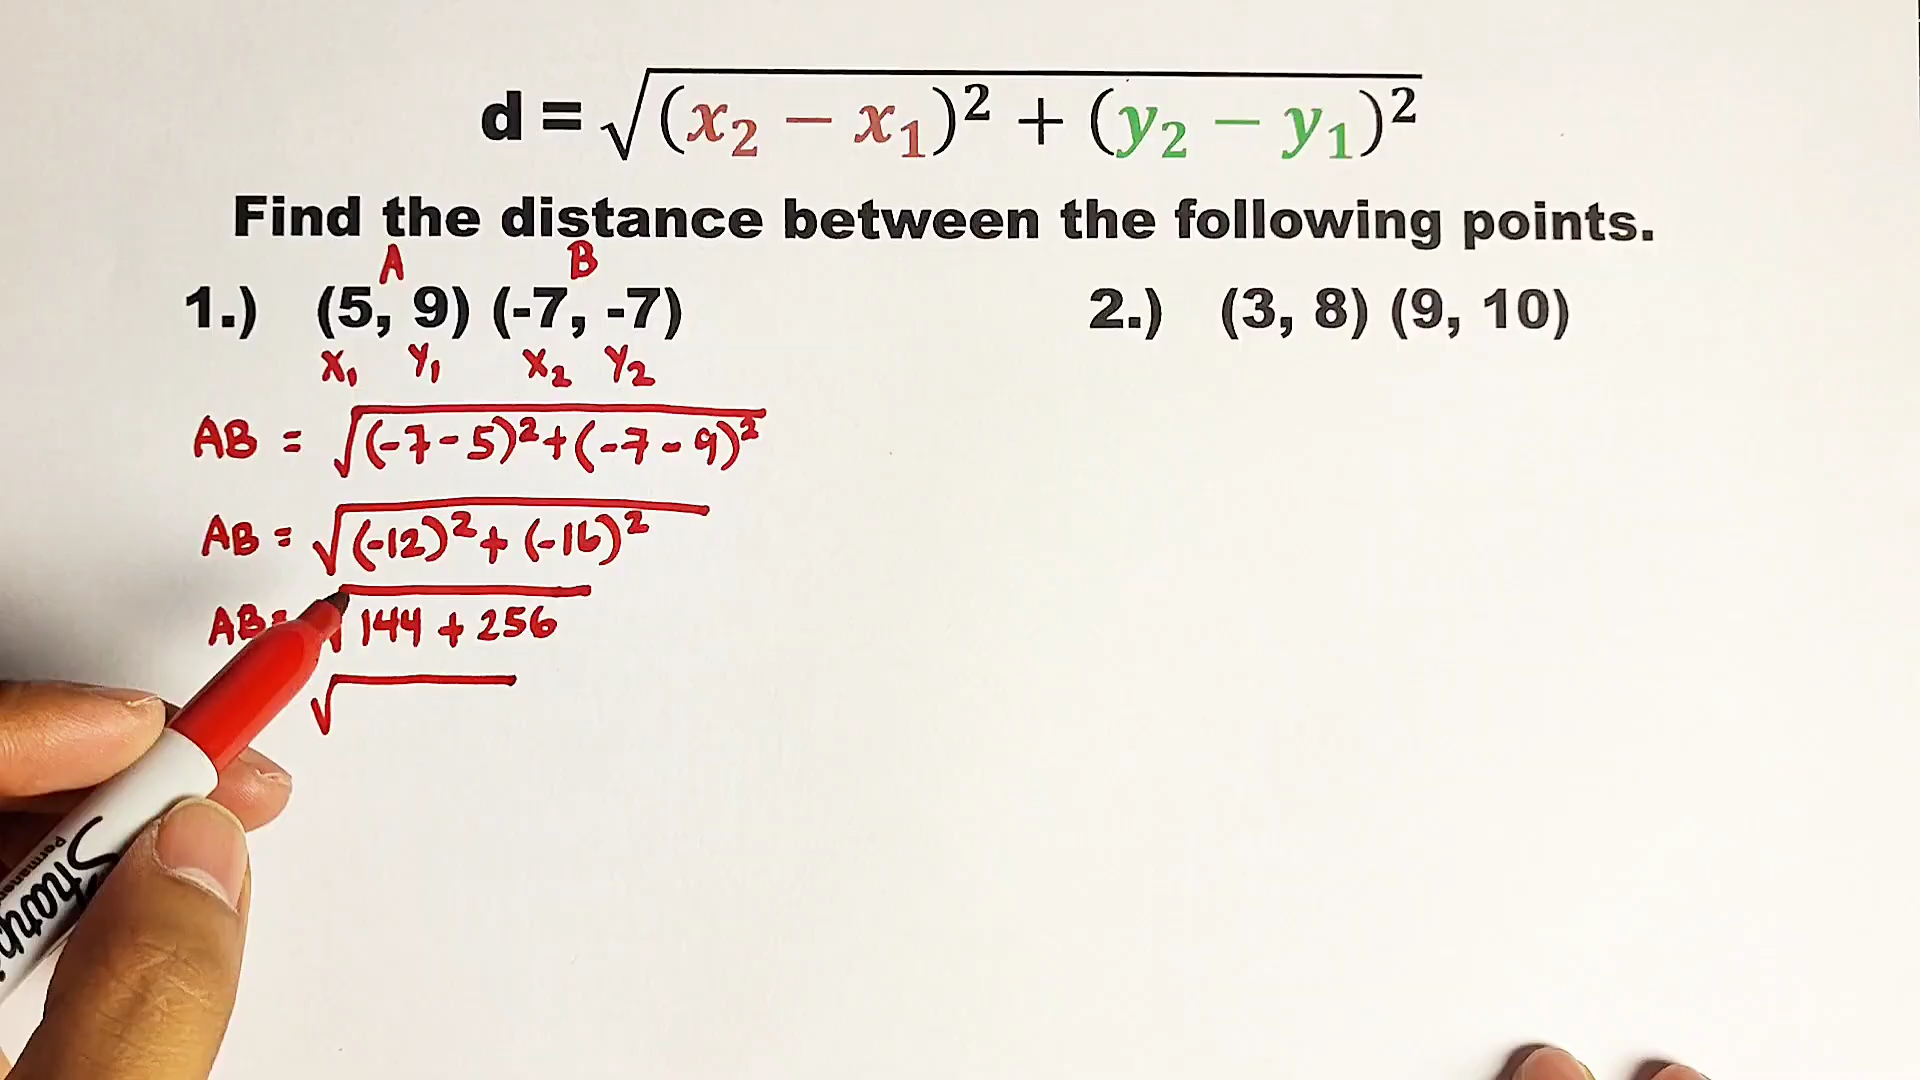 d = √(x₂ − x₁)² + (y₂ − y₁)²
Find the distance between the following points.
A B
1.) (5, 9) (-7, -7) 2.) (3, 8) (9, 10)
x₁ y₁ x₂ y₂
AB = √(-7-5)²+(-7-9)²
AB = √(-12)²+(-16)²
AB= √144+256
√
Sharpie